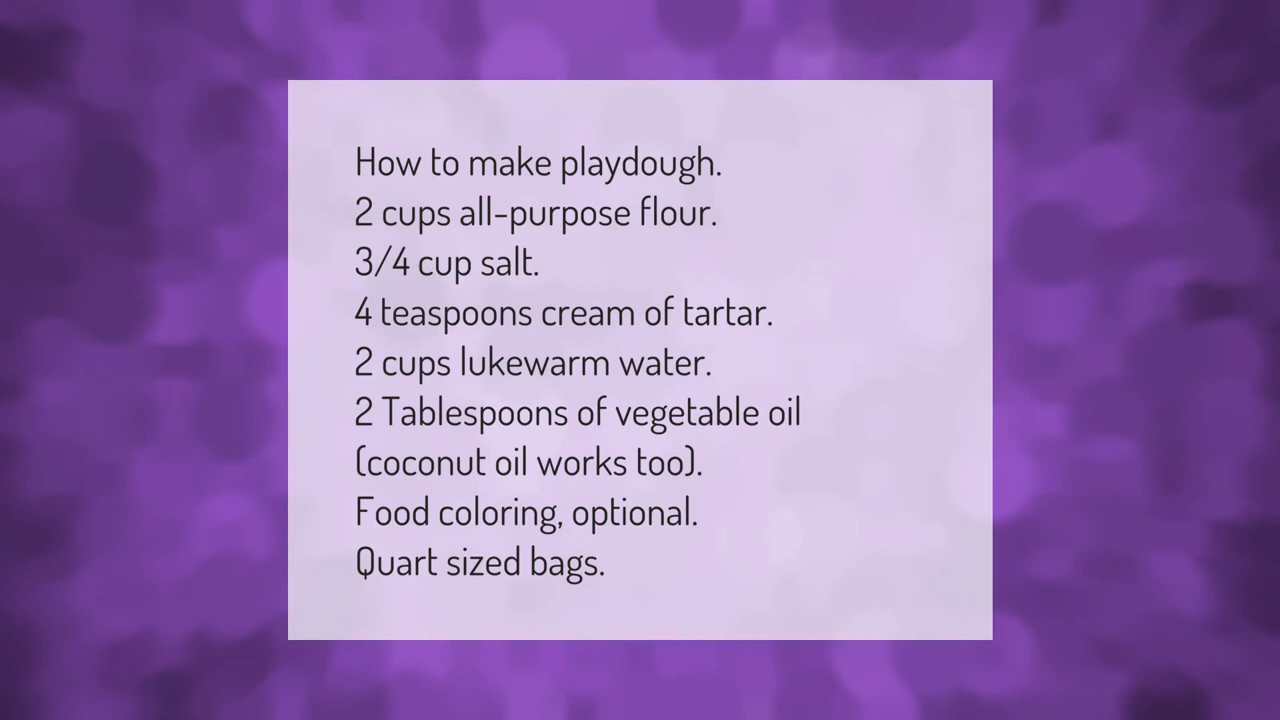 How to make playdough.
2 cups all-purpose flour.
3/4 cup salt.
4 teaspoons cream of tartar.
2 cups lukewarm water.
2 Tablespoons of vegetable oil
(coconut oil works too).
Food coloring, optional.
Quart sized bags.